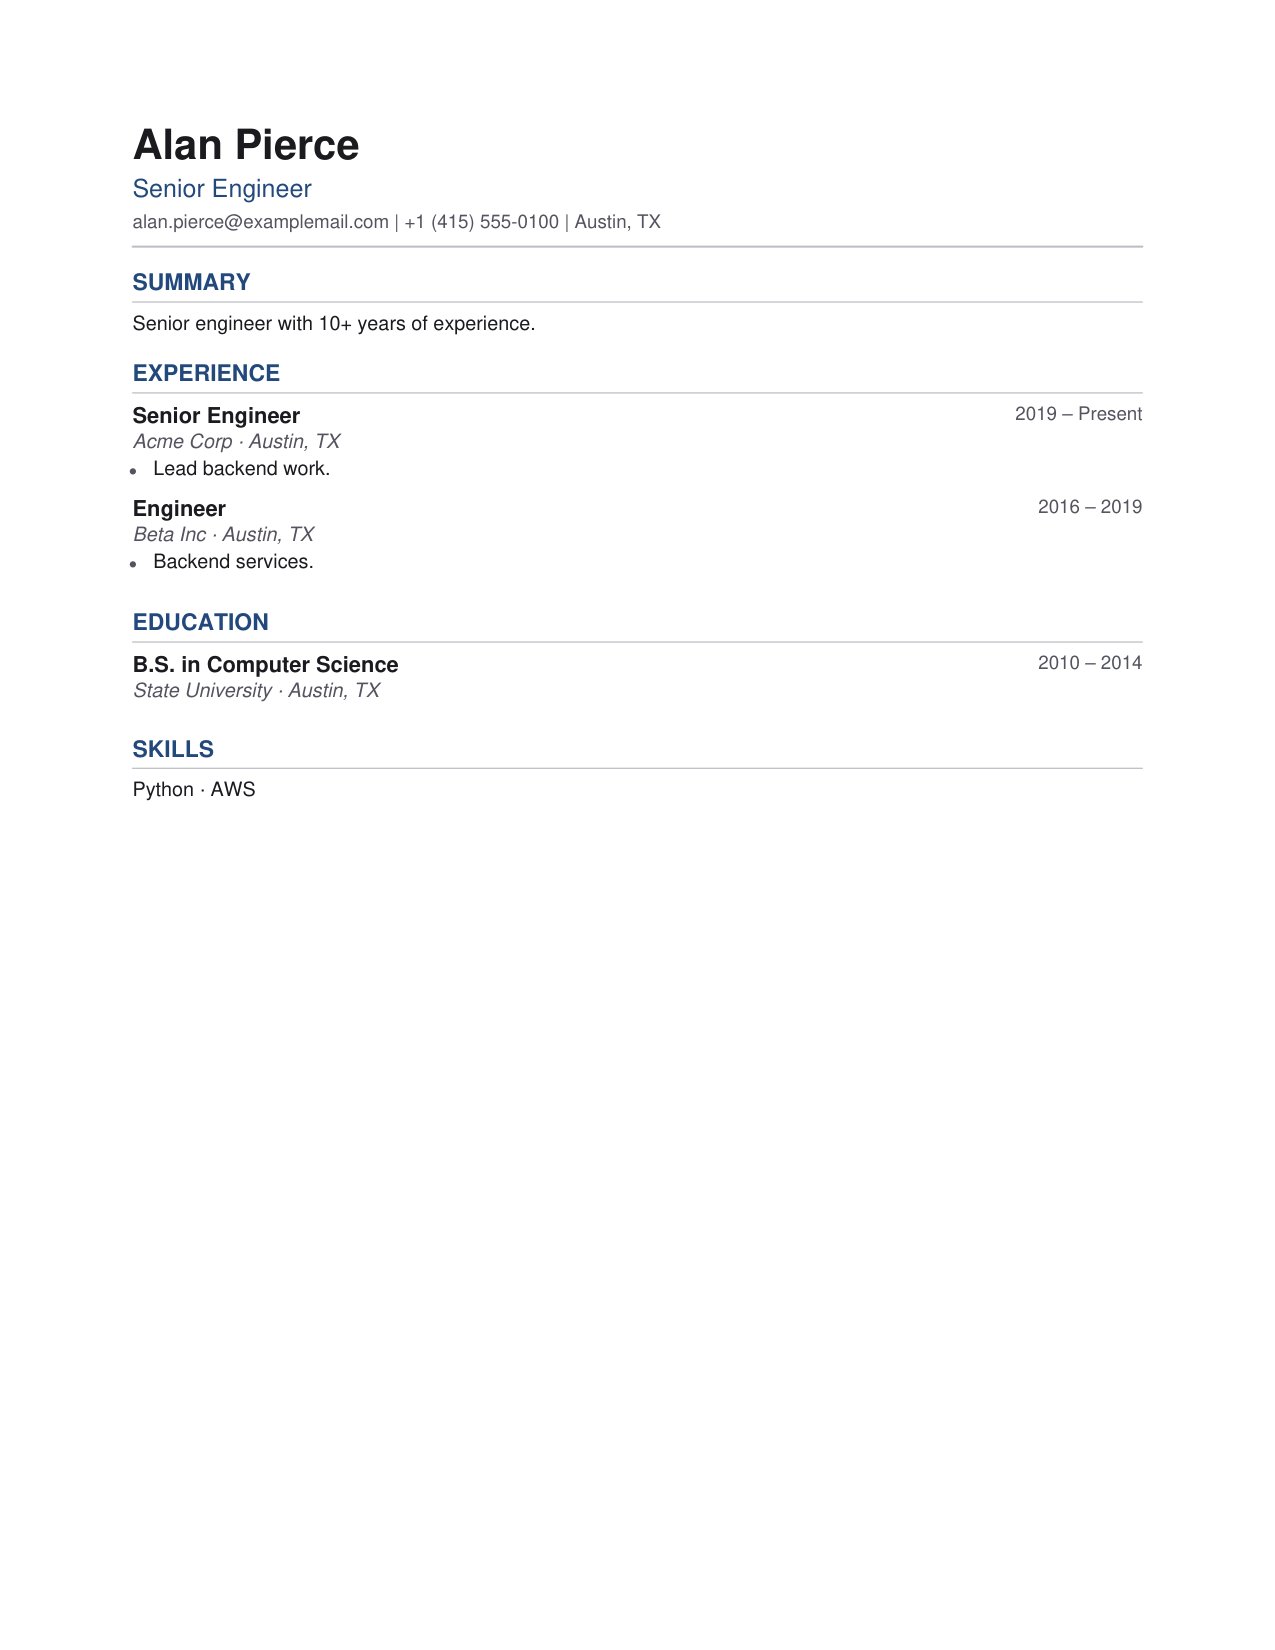 Alan Pierce
Senior Engineer
alan.pierce@examplemail.com | +1 (415) 555-0100 | Austin, TX
SUMMARY
Senior engineer with 10+ years of experience.
EXPERIENCE
Senior Engineer 2019 – Present
Acme Corp · Austin, TX
• Lead backend work.
Engineer 2016 – 2019
Beta Inc · Austin, TX
• Backend services.
EDUCATION
B.S. in Computer Science 2010 – 2014
State University · Austin, TX
SKILLS
Python · AWS